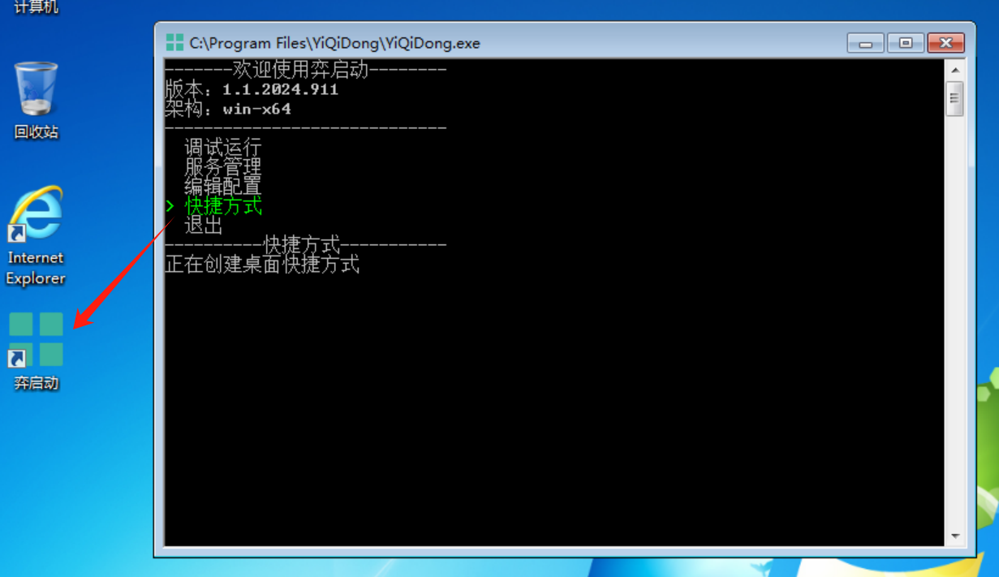 计算机
回收站
Internet
Explorer
弈启动
C:\Program Files\YiQiDong\YiQiDong.exe
-------欢迎使用弈启动--------
版本：1.1.2024.911
架构：win-x64
-----------------------------
调试运行
服务管理
编辑配置
> 快捷方式
退出
----------快捷方式-----------
正在创建桌面快捷方式